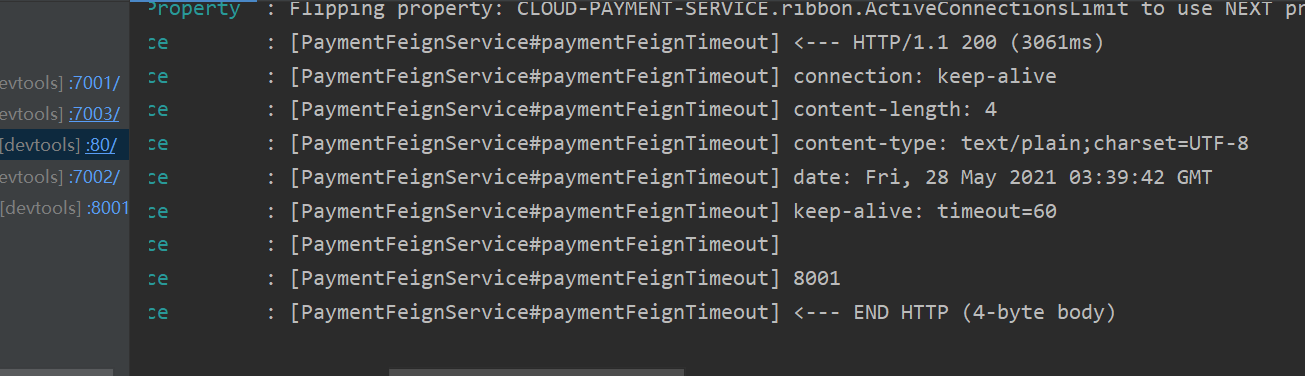 Property : Flipping property: CLOUD-PAYMENT-SERVICE.ribbon.ActiveConnectionsLimit to use NEXT pr
ce : [PaymentFeignService#paymentFeignTimeout] <--- HTTP/1.1 200 (3061ms)
evtools] :7001/
ce : [PaymentFeignService#paymentFeignTimeout] connection: keep-alive
evtools] :7003/
ce : [PaymentFeignService#paymentFeignTimeout] content-length: 4
[devtools] :80/
ce : [PaymentFeignService#paymentFeignTimeout] content-type: text/plain;charset=UTF-8
evtools] :7002/
ce : [PaymentFeignService#paymentFeignTimeout] date: Fri, 28 May 2021 03:39:42 GMT
[devtools] :8001
ce : [PaymentFeignService#paymentFeignTimeout] keep-alive: timeout=60
ce : [PaymentFeignService#paymentFeignTimeout]
ce : [PaymentFeignService#paymentFeignTimeout] 8001
ce : [PaymentFeignService#paymentFeignTimeout] <--- END HTTP (4-byte body)